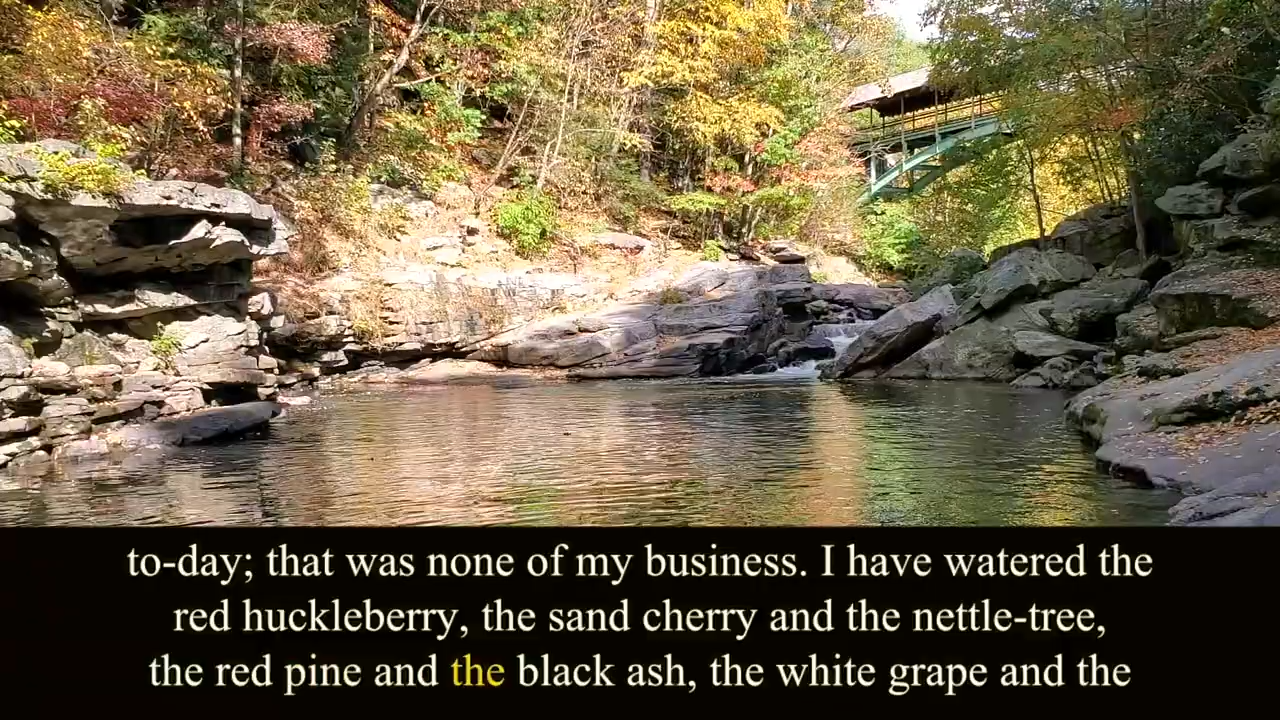 to-day; that was none of my business. I have watered the
red huckleberry, the sand cherry and the nettle-tree,
the red pine and the black ash, the white grape and the